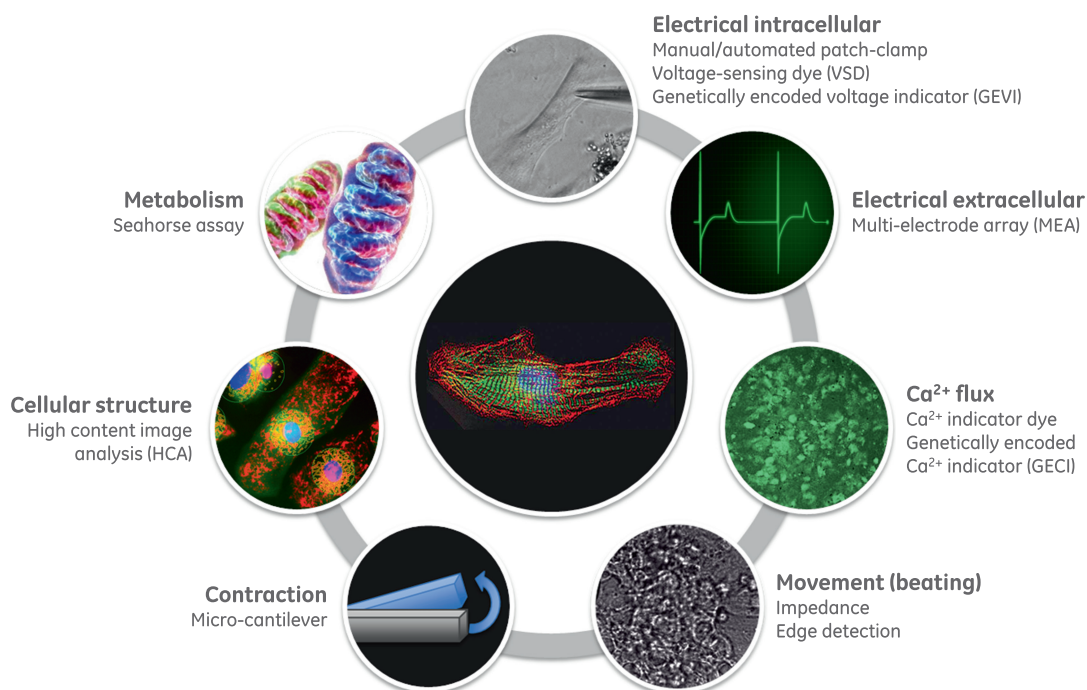 Electrical intracellular
Manual/automated patch-clamp
Voltage-sensing dye (VSD)
Genetically encoded voltage indicator (GEVI)
Metabolism
Seahorse assay
Electrical extracellular
Multi-electrode array (MEA)
Cellular structure
High content image
analysis (HCA)
Ca²⁺ flux
Ca²⁺ indicator dye
Genetically encoded
Ca²⁺ indicator (GECI)
Contraction
Micro-cantilever
Movement (beating)
Impedance
Edge detection